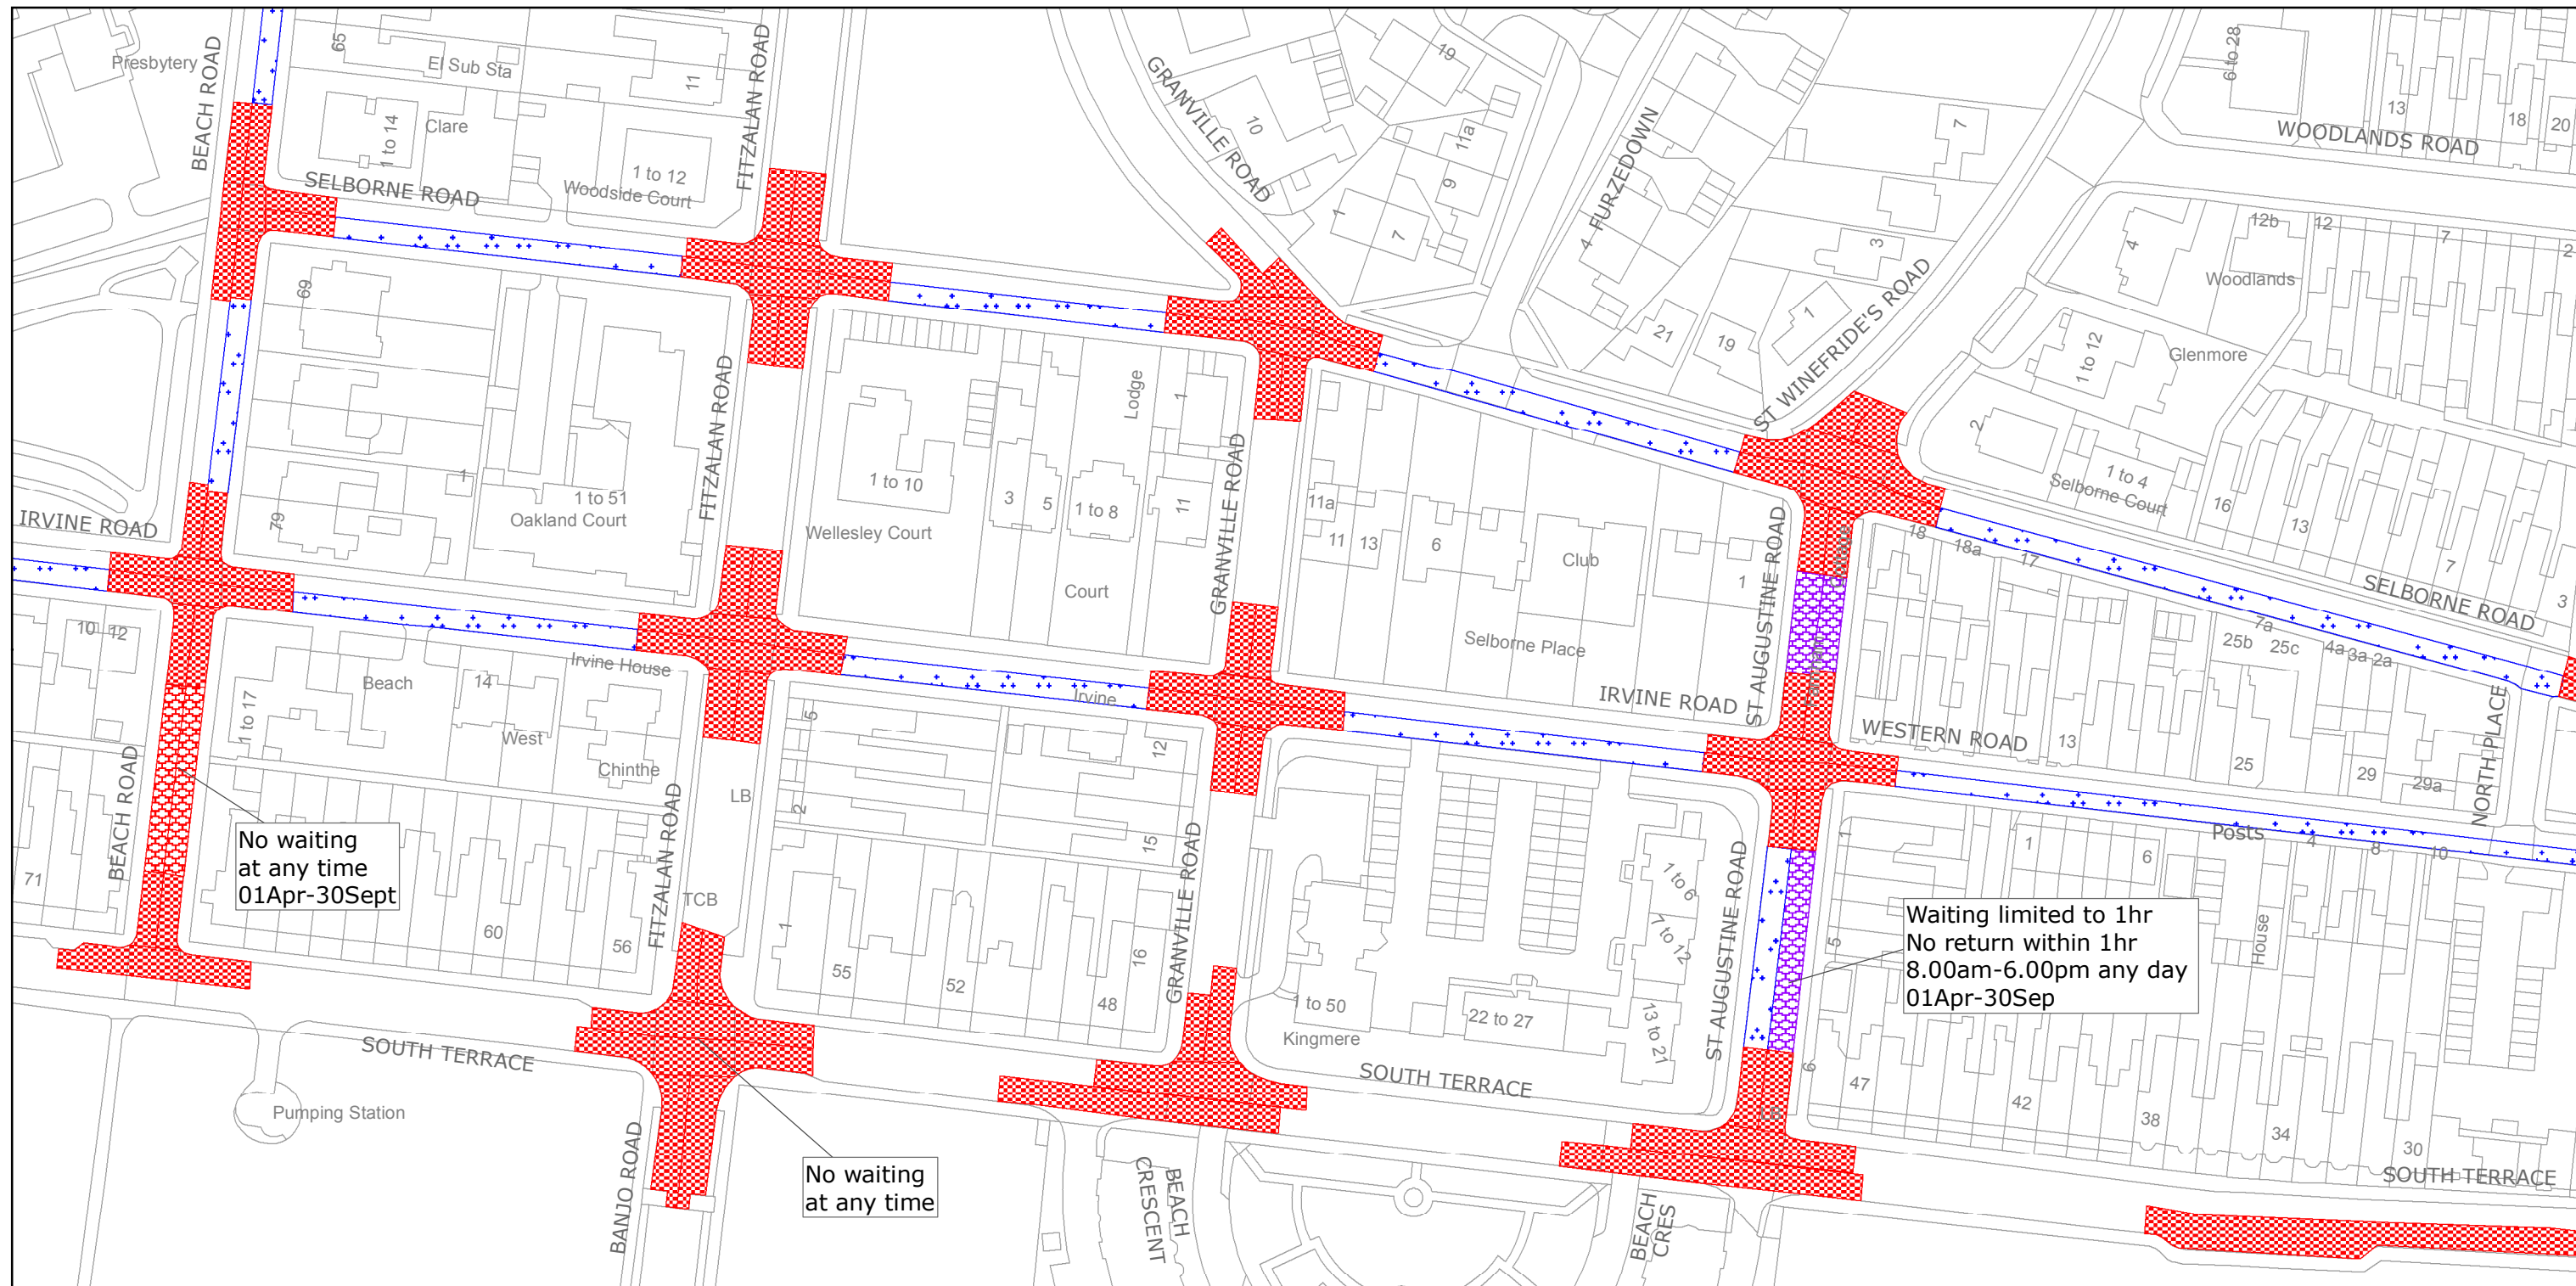 Presbytery
BEACH ROAD
65
El Sub Sta
11
FITZALAN ROAD
1 to 14
Clare
1 to 12
Woodside Court
SELBORNE ROAD
GRANVILLE ROAD
10
19
11a
9
1
7
FURZEDOWN
4
7
3
1
21
19
ST WINEFRIDE'S ROAD
6 to 28
13
18
20
WOODLANDS ROAD
12b
12
7
2
4
Woodlands
1 to 12
Glenmore
2
1 to 4
Selborne Court
16
13
7
3
SELBORNE ROAD
69
79
1
1 to 51
Oakland Court
FITZALAN ROAD
IRVINE ROAD
1 to 10
Wellesley Court
3
5
Lodge
1 to 8
1
11
Court
GRANVILLE ROAD
11a
11
13
6
Club
1
Selborne Place
IRVINE ROAD
ST AUGUSTINE ROAD
18
18a
17
7a
25b
25c
4a
3a
2a
WESTERN ROAD
13
25
29
29a
NORTH PLACE
10
12
71
BEACH ROAD
1 to 17
Beach
14
West
Irvine House
Chinthe
FITZALAN ROAD
LB
TCB
60
56
5
2
Irvine
12
15
1
55
52
48
16
GRANVILLE ROAD
1 to 50
Kingmere
22 to 27
1 to 6
7 to 12
13 to 21
ST AUGUSTINE ROAD
1
5
6
1
6
Posts
4
8
10
House
47
42
38
34
30
SOUTH TERRACE
No waiting
at any time
01Apr-30Sept
Waiting limited to 1hr
No return within 1hr
8.00am-6.00pm any day
01Apr-30Sep
No waiting
at any time
SOUTH TERRACE
Pumping Station
BANJO ROAD
SOUTH TERRACE
BEACH
CRESCENT
BEACH
CRES